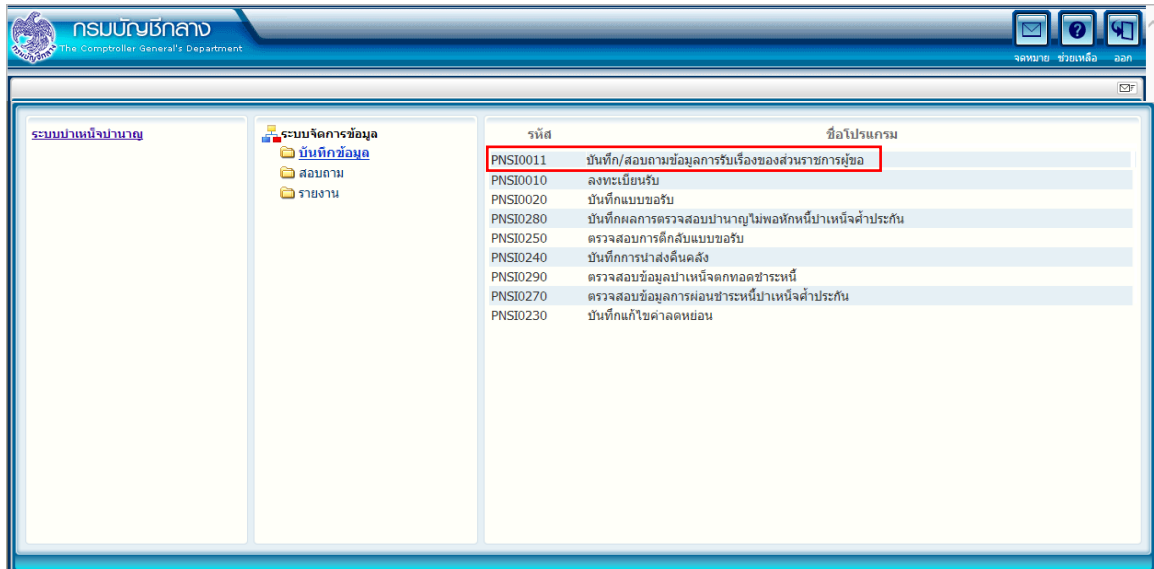 กรมบัญชีกลาง
The Comptroller General's Department
จดหมาย ช่วยเหลือ ออก
ระบบบำเหน็จบำนาญ
ระบบจัดการข้อมูล
บันทึกข้อมูล
สอบถาม
รายงาน
รหัส ชื่อโปรแกรม
PNSI0011 บันทึก/สอบถามข้อมูลการรับเรื่องของส่วนราชการผู้ขอ
PNSI0010 ลงทะเบียนรับ
PNSI0020 บันทึกแบบขอรับ
PNSI0280 บันทึกผลการตรวจสอบบำนาญไม่พอหักหนี้บำเหน็จค้ำประกัน
PNSI0250 ตรวจสอบการตีกลับแบบขอรับ
PNSI0240 บันทึกการนำส่งคืนคลัง
PNSI0290 ตรวจสอบข้อมูลบำเหน็จตกทอดชำระหนี้
PNSI0270 ตรวจสอบข้อมูลการผ่อนชำระหนี้บำเหน็จค้ำประกัน
PNSI0230 บันทึกแก้ไขค่าลดหย่อน